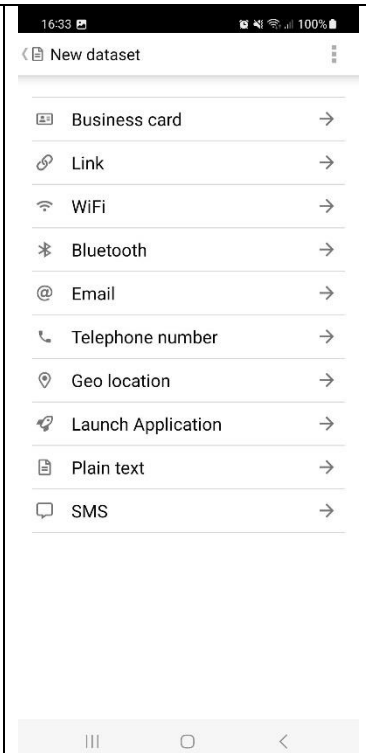 16:33 100%
New dataset
Business card
Link
WiFi
Bluetooth
@ Email
Telephone number
Geo location
Launch Application
Plain text
SMS